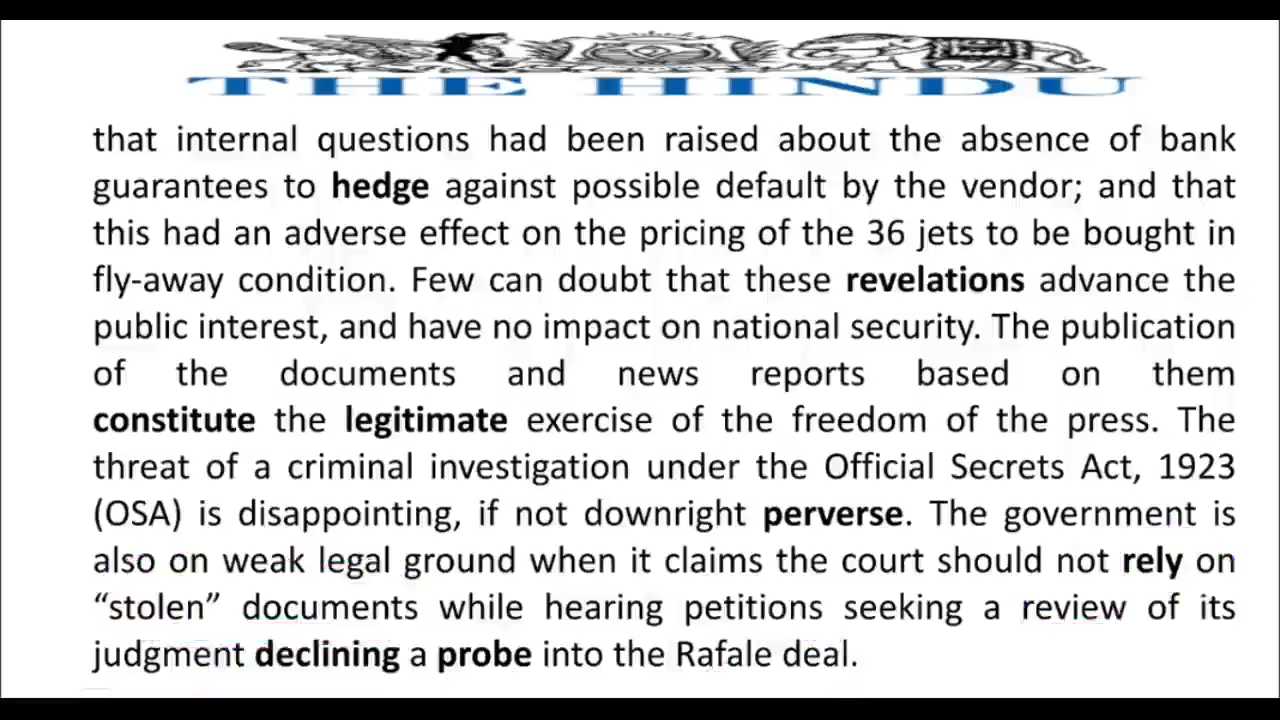 THE HINDU
that internal questions had been raised about the absence of bank
guarantees to hedge against possible default by the vendor; and that
this had an adverse effect on the pricing of the 36 jets to be bought in
fly-away condition. Few can doubt that these revelations advance the
public interest, and have no impact on national security. The publication
of the documents and news reports based on them
constitute the legitimate exercise of the freedom of the press. The
threat of a criminal investigation under the Official Secrets Act, 1923
(OSA) is disappointing, if not downright perverse. The government is
also on weak legal ground when it claims the court should not rely on
“stolen” documents while hearing petitions seeking a review of its
judgment declining a probe into the Rafale deal.